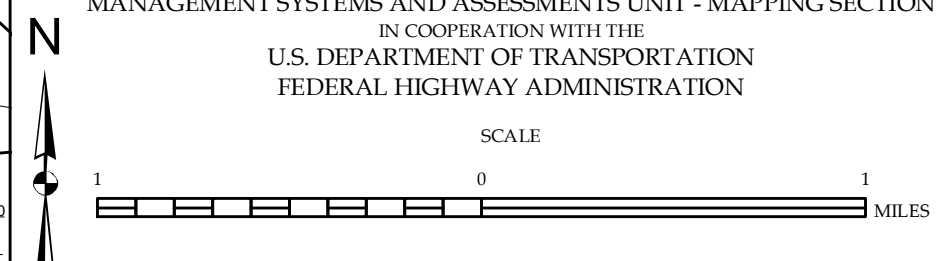 MANAGEMENT SYSTEMS AND ASSESSMENTS UNIT - MAPPING SECTION
IN COOPERATION WITH THE
U.S. DEPARTMENT OF TRANSPORTATION
FEDERAL HIGHWAY ADMINISTRATION
N
SCALE
1 0 1
MILES